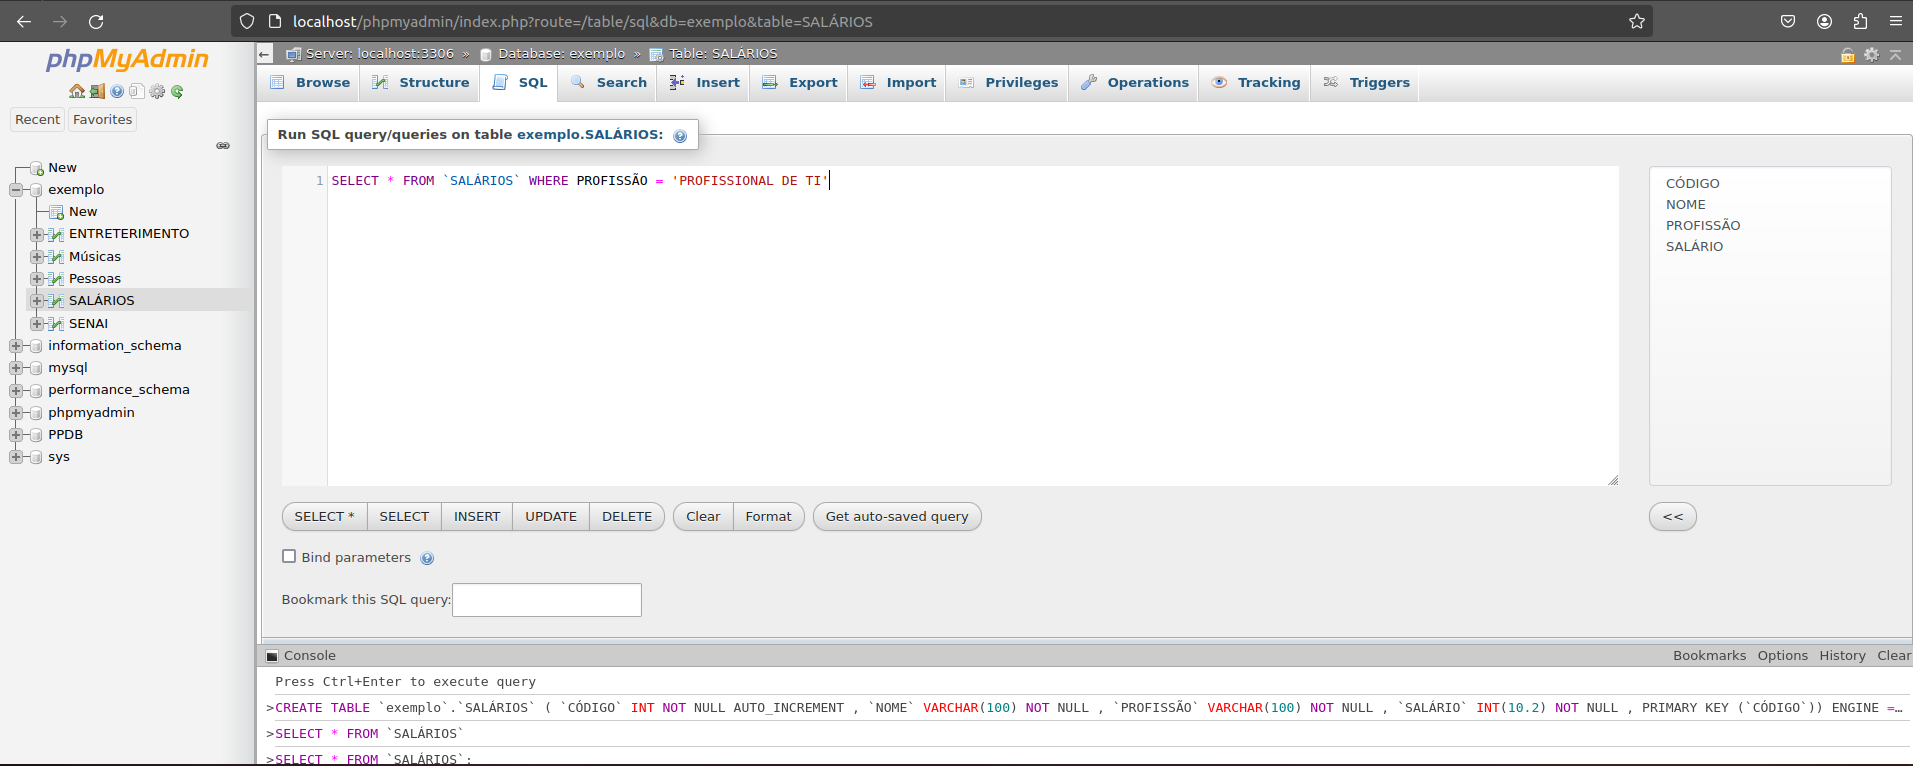 localhost/phpmyadmin/index.php?route=/table/sql&db=exemplo&table=SALÁRIOS
phpMyAdmin
Recent Favorites
New
exemplo
New
ENTRETERIMENTO
Músicas
Pessoas
SALÁRIOS
SENAI
information_schema
mysql
performance_schema
phpmyadmin
PPDB
sys
← Server: localhost:3306 » Database: exemplo » Table: SALÁRIOS
Browse Structure SQL Search Insert Export Import Privileges Operations Tracking Triggers
Run SQL query/queries on table exemplo.SALÁRIOS:
1 SELECT * FROM `SALÁRIOS` WHERE PROFISSÃO = 'PROFISSIONAL DE TI'
CÓDIGO
NOME
PROFISSÃO
SALÁRIO
SELECT * SELECT INSERT UPDATE DELETE Clear Format Get auto-saved query <<
Bind parameters
Bookmark this SQL query:
Console Bookmarks Options History Clear
Press Ctrl+Enter to execute query
>CREATE TABLE `exemplo`.`SALÁRIOS` ( `CÓDIGO` INT NOT NULL AUTO_INCREMENT , `NOME` VARCHAR(100) NOT NULL , `PROFISSÃO` VARCHAR(100) NOT NULL , `SALÁRIO` INT(10.2) NOT NULL , PRIMARY KEY (`CÓDIGO`)) ENGINE =…
>SELECT * FROM `SALÁRIOS`
>SELECT * FROM `SALÁRIOS`;